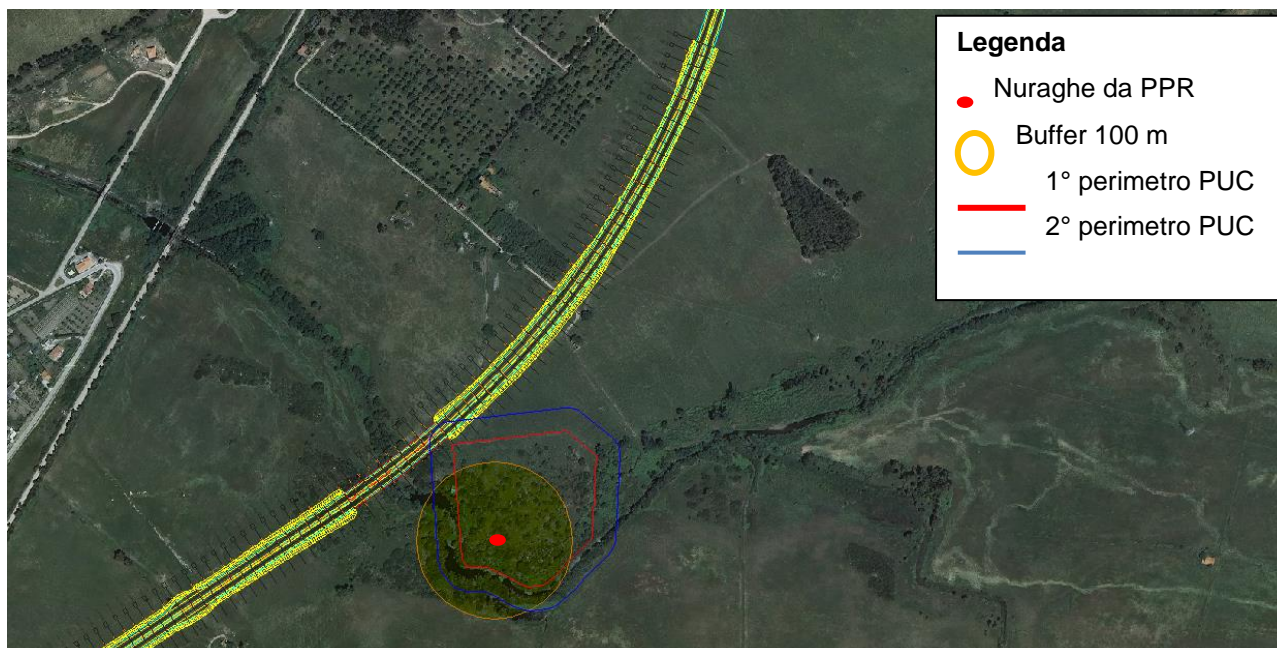 Legenda
Nuraghe da PPR
Buffer 100 m
1° perimetro PUC
2° perimetro PUC